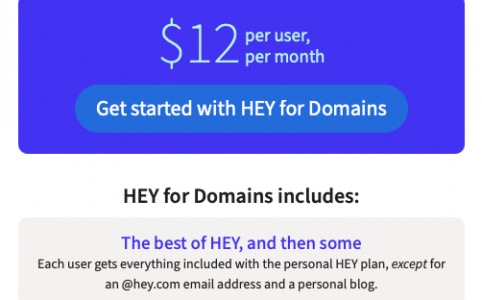 $12 per user,
per month
Get started with HEY for Domains
HEY for Domains includes:
The best of HEY, and then some
Each user gets everything included with the personal HEY plan, except for
an @hey.com email address and a personal blog.